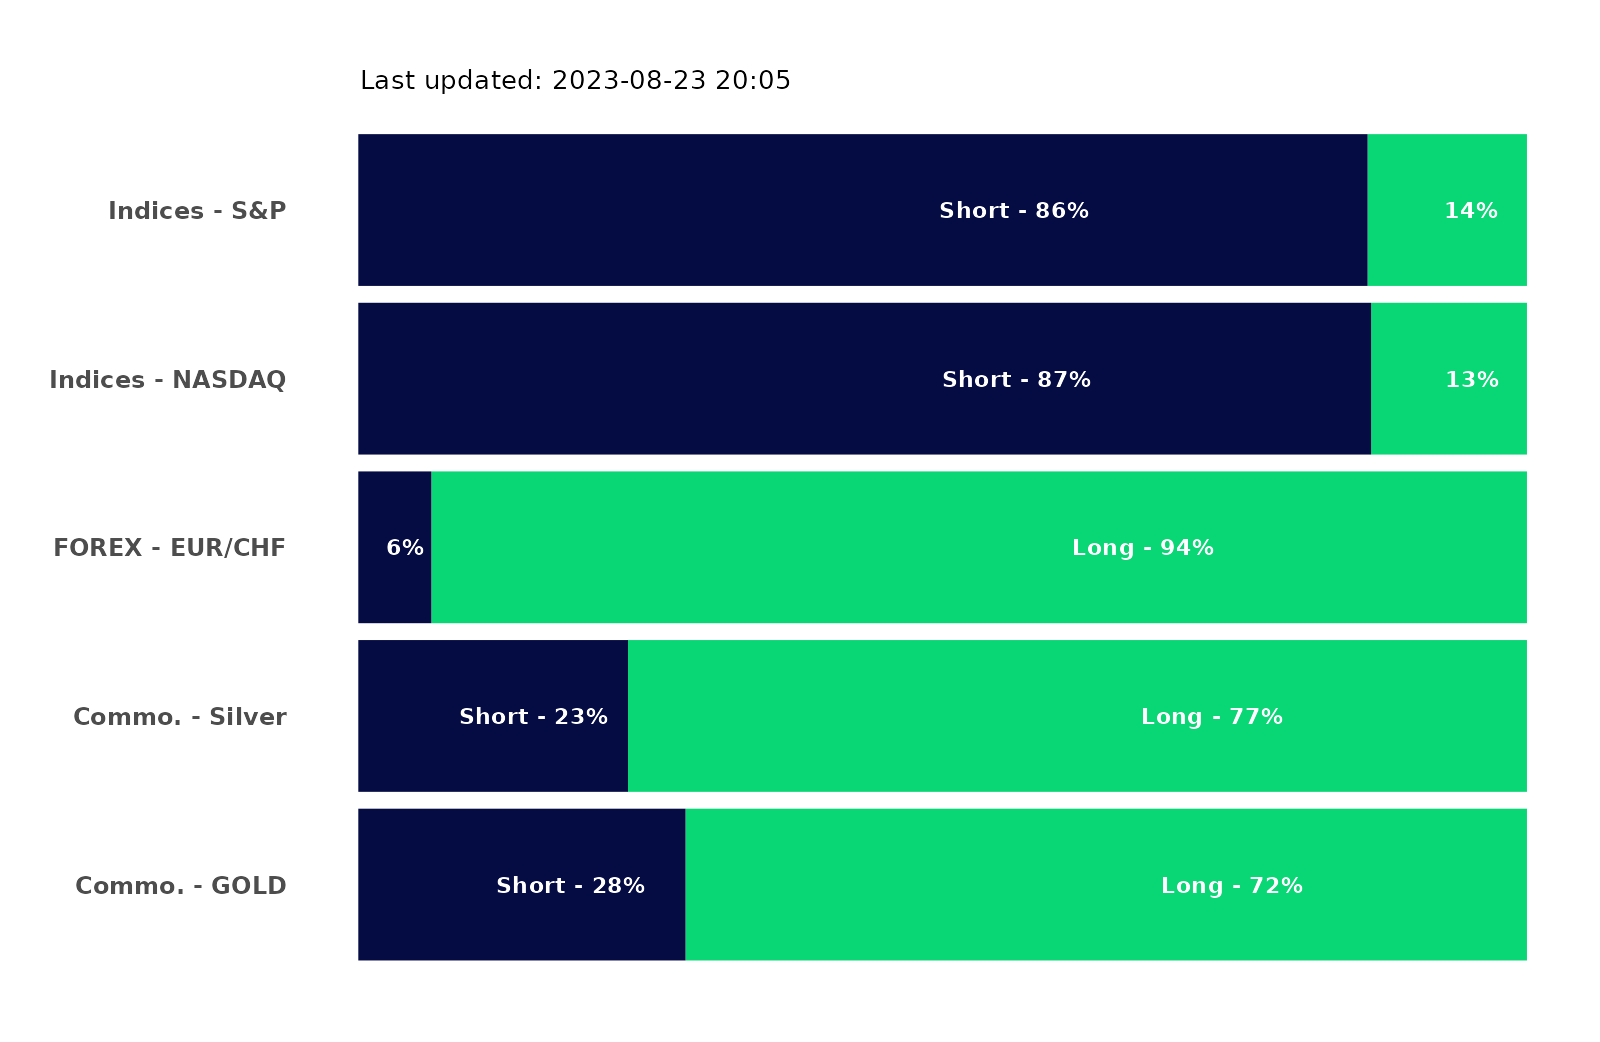 Last updated: 2023-08-23 20:05
Indices - S&P Short - 86% 14%
Indices - NASDAQ Short - 87% 13%
FOREX - EUR/CHF 6% Long - 94%
Commo. - Silver Short - 23% Long - 77%
Commo. - GOLD Short - 28% Long - 72%